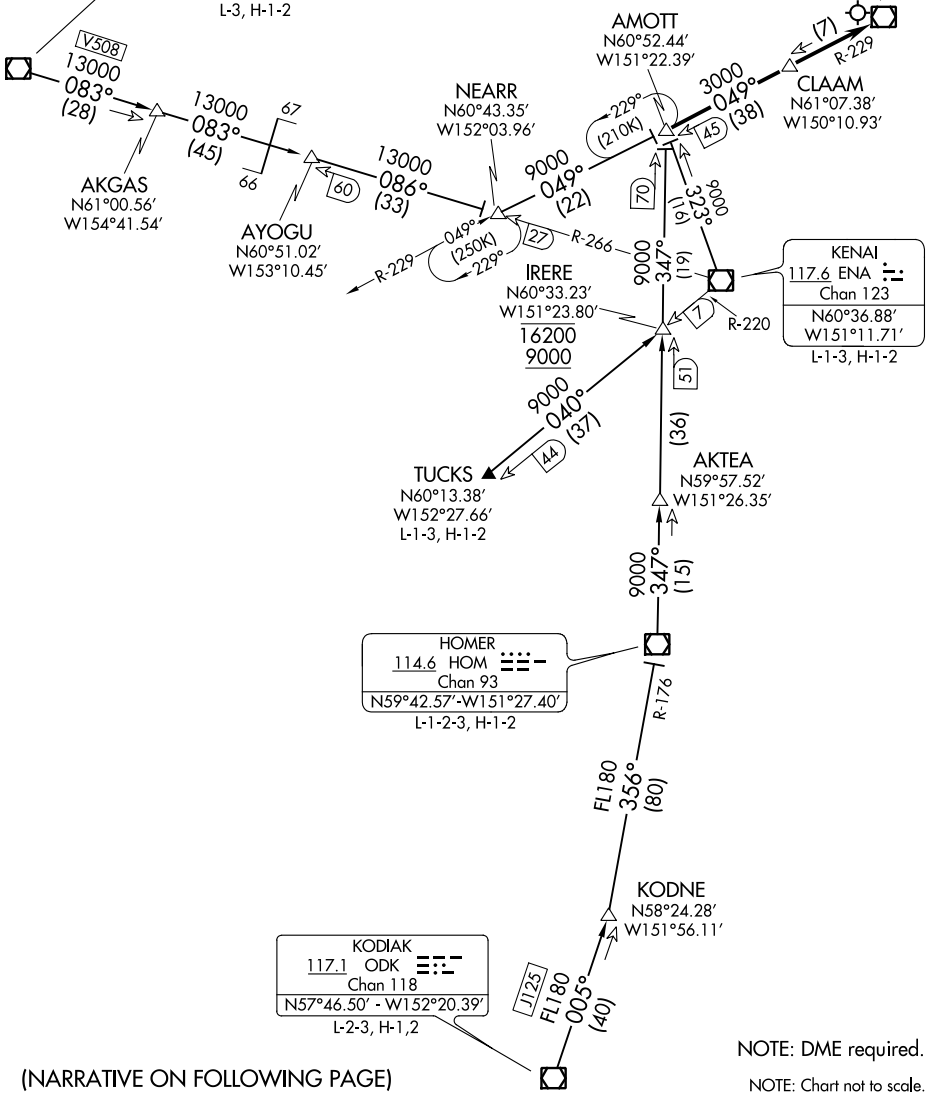 L-3, H-1-2
V508
13000
083°
(28)
13000
083°
(45)
67
66
AKGAS
N61°00.56'
W154°41.54'
AYOGU
N60°51.02'
W153°10.45'
60
13000
086°
(33)
NEARR
N60°43.35'
W152°03.96'
9000
049°
(22)
229°
(210K)
AMOTT
N60°52.44'
W151°22.39'
3000
049°
(38)
45
(7)
R-229
CLAAM
N61°07.38'
W150°10.93'
R-229
049°
(250K)
229°
27
R-266
70
9000
347°
(19)
9000
323°
(16)
IRERE
N60°33.23'
W151°23.80'
16200
9000
7
R-220
KENAI
117.6 ENA
Chan 123
N60°36.88'
W151°11.71'
L-1-3, H-1-2
9000
040°
(37)
44
TUCKS
N60°13.38'
W152°27.66'
L-1-3, H-1-2
51
(36)
AKTEA
N59°57.52'
W151°26.35'
9000
347°
(15)
HOMER
114.6 HOM
Chan 93
N59°42.57'-W151°27.40'
L-1-2-3, H-1-2
R-176
FL180
356°
(80)
KODNE
N58°24.28'
W151°56.11'
KODIAK
117.1 ODK
Chan 118
N57°46.50' - W152°20.39'
L-2-3, H-1,2
J125
FL180
005°
(40)
NOTE: DME required.
(NARRATIVE ON FOLLOWING PAGE)
NOTE: Chart not to scale.